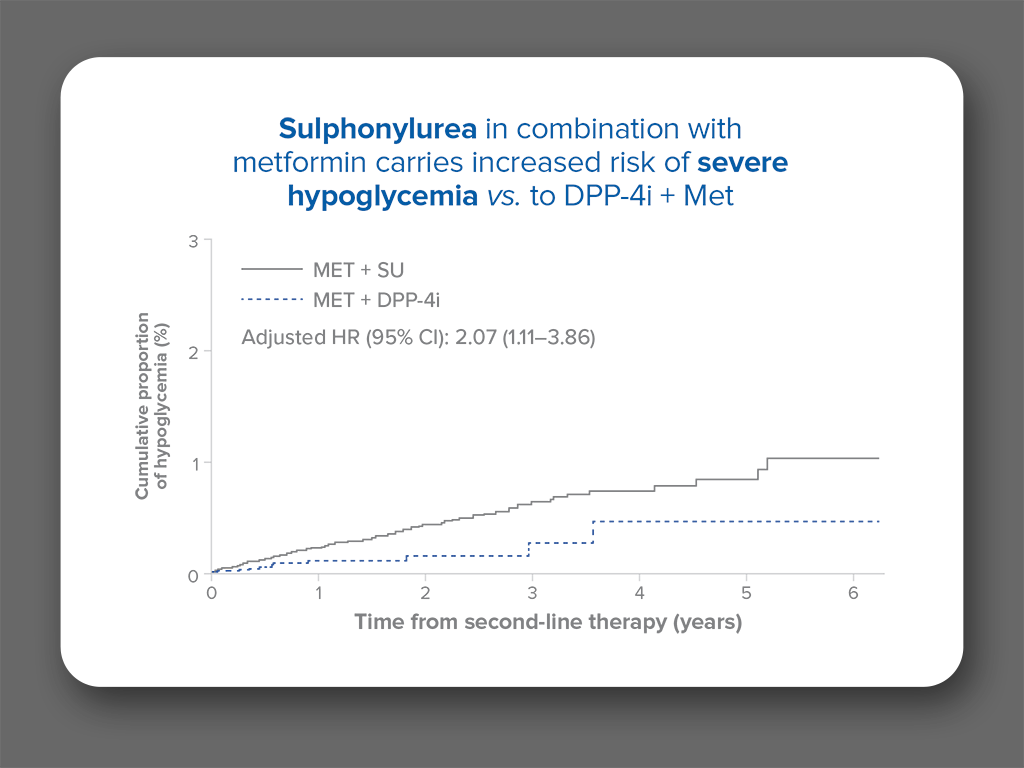 Sulphonylurea in combination with
metformin carries increased risk of severe
hypoglycemia vs. to DPP-4i + Met
3
MET + SU
MET + DPP-4i
Adjusted HR (95% CI): 2.07 (1.11–3.86)
2
Cumulative proportion
of hypoglycemia (%)
1
0
0 1 2 3 4 5 6
Time from second-line therapy (years)